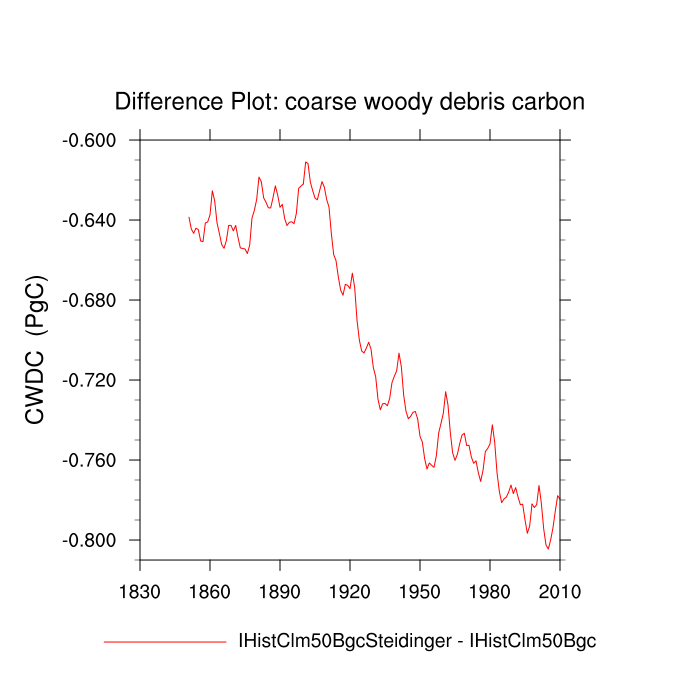 Difference Plot: coarse woody debris carbon
-0.600
-0.640
-0.680
-0.720
-0.760
-0.800
CWDC (PgC)
1830 1860 1890 1920 1950 1980 2010
IHistClm50BgcSteidinger - IHistClm50Bgc